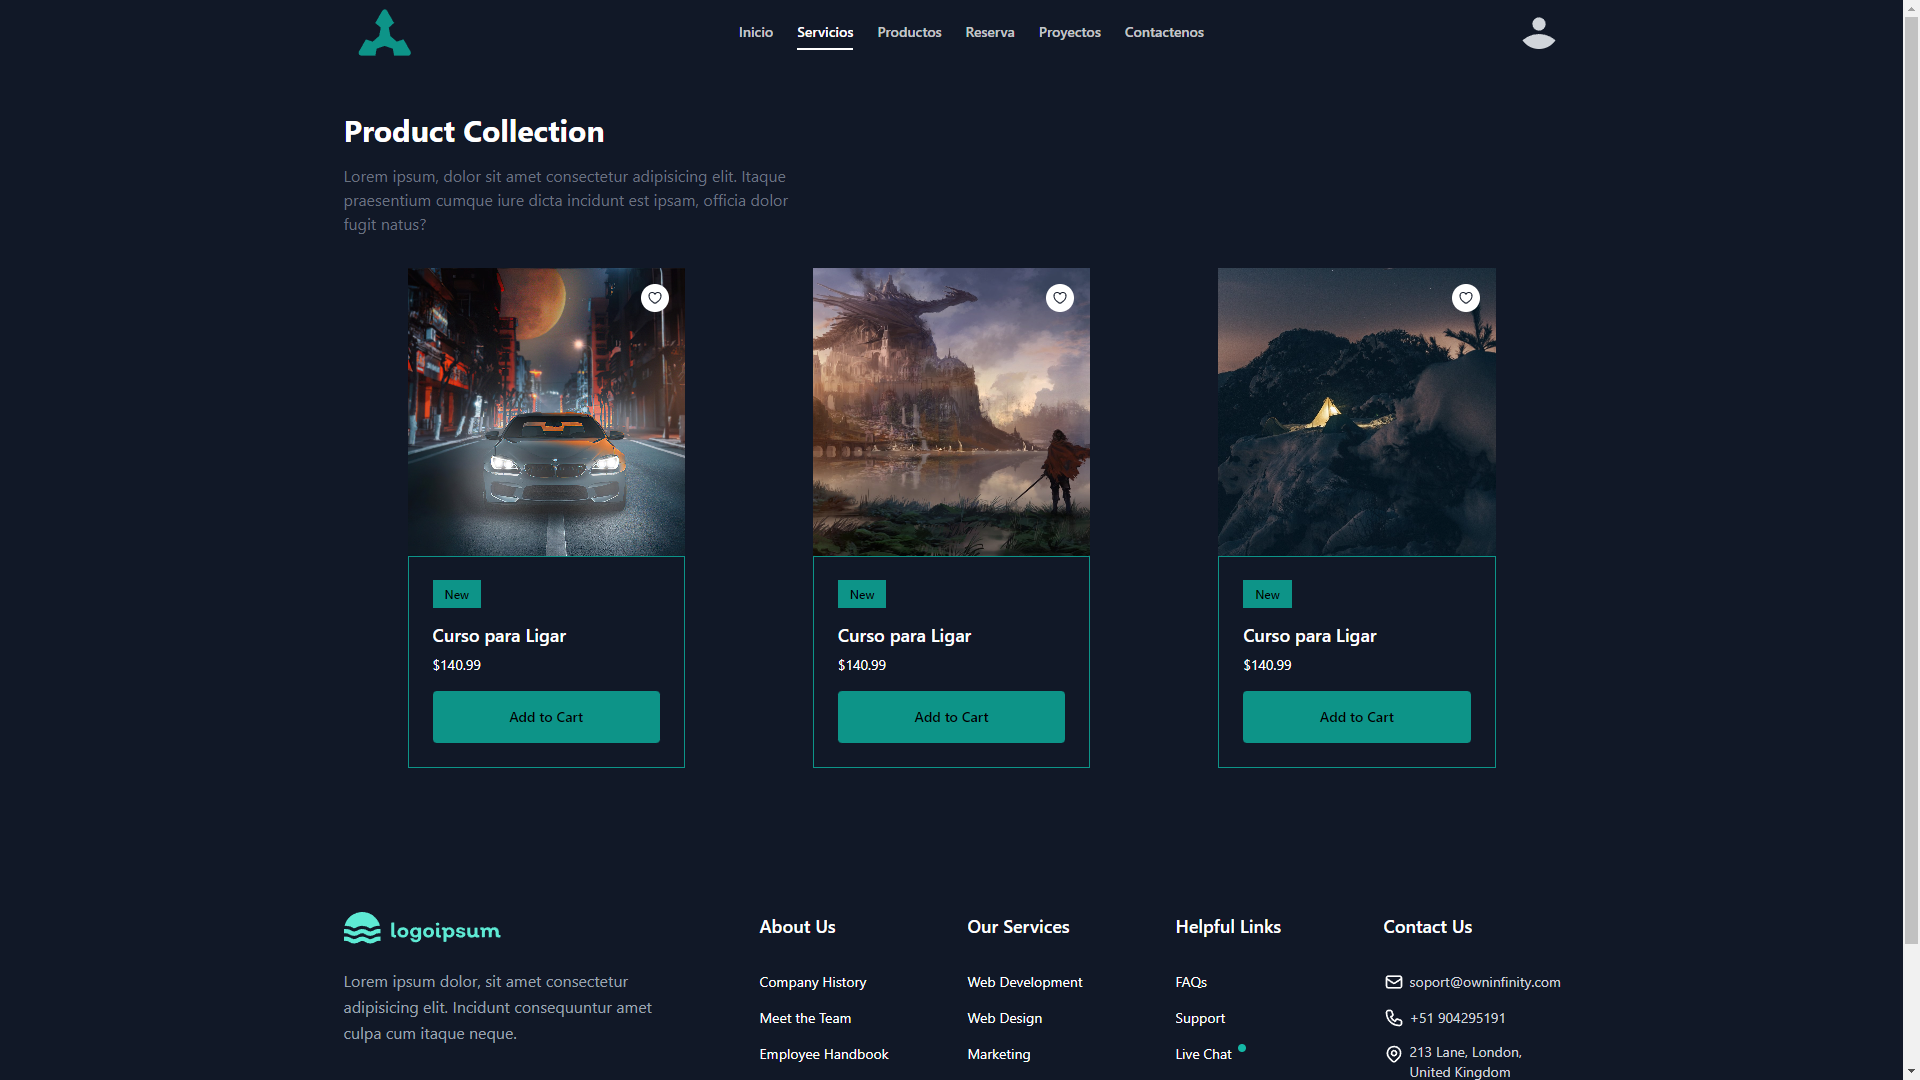 Inicio Servicios Productos Reserva Proyectos Contactenos
Product Collection
Lorem ipsum, dolor sit amet consectetur adipisicing elit. Itaque
praesentium cumque iure dicta incidunt est ipsam, officia dolor
fugit natus?
New
Curso para Ligar
$140.99
Add to Cart
New
Curso para Ligar
$140.99
Add to Cart
New
Curso para Ligar
$140.99
Add to Cart
logoipsum
Lorem ipsum dolor, sit amet consectetur
adipisicing elit. Incidunt consequuntur amet
culpa cum itaque neque.
About Us
Company History
Meet the Team
Employee Handbook
Our Services
Web Development
Web Design
Marketing
Helpful Links
FAQs
Support
Live Chat
Contact Us
soport@owninfinity.com
+51 904295191
213 Lane, London,
United Kingdom